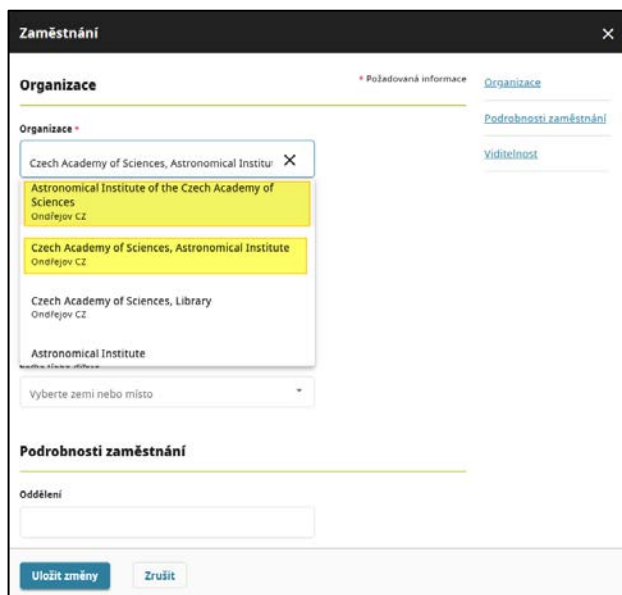 Zaměstnání
Organizace
* Požadovaná informace
Organizace
Podrobnosti zaměstnání
Viditelnost
Organizace *
Czech Academy of Sciences, Astronomical Institu
Astronomical Institute of the Czech Academy of
Sciences
Ondřejov CZ
Czech Academy of Sciences, Astronomical Institute
Ondřejov CZ
Czech Academy of Sciences, Library
Ondřejov CZ
Astronomical Institute
Vyberte zemi nebo místo
Podrobnosti zaměstnání
Oddělení
Uložit změny
Zrušit